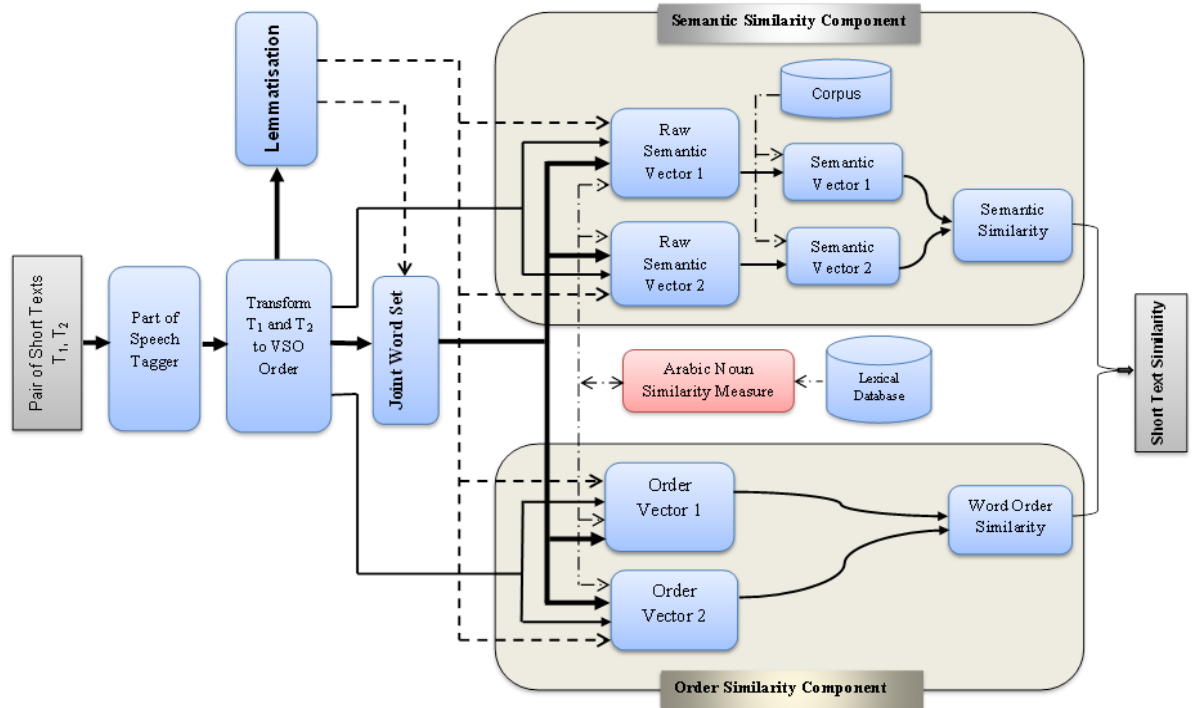 Semantic Similarity Component
Lemmatisation
Corpus
Raw
Semantic
Vector 1
Semantic
Vector 1
Raw
Semantic
Vector 2
Semantic
Vector 2
Semantic
Similarity
Pair of Short Texts
T1, T2
Part of
Speech
Tagger
Transform
T1 and T2
to VSO
Order
Joint Word Set
Arabic Noun
Similarity Measure
Lexical
Database
Short Text Similarity
Order
Vector 1
Order
Vector 2
Word Order
Similarity
Order Similarity Component